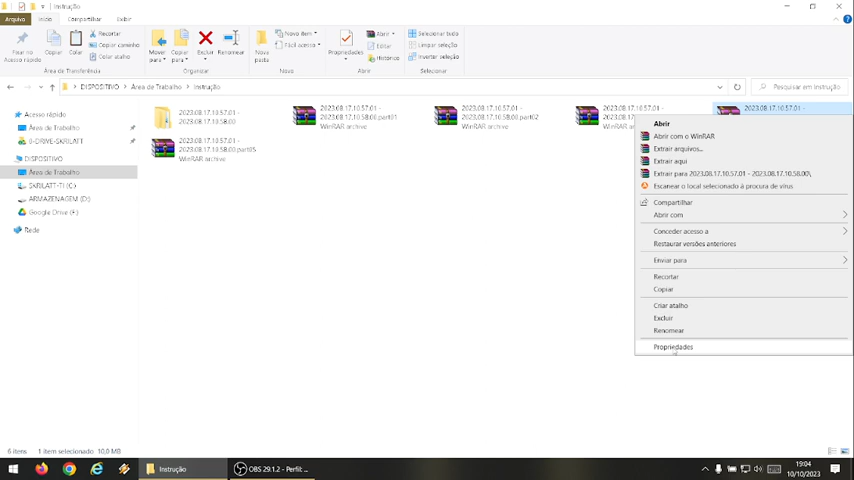 Instrução
Arquivo Início Compartilhar Exibir
Fixar no
Acesso rápido
Copiar
Colar
Recortar
Copiar caminho
Colar atalho
Área de Transferência
Mover
para
Copiar
para
Excluir
Renomear
Organizar
Nova
pasta
Novo item
Fácil acesso
Novo
Propriedades
Abrir
Editar
Histórico
Abrir
Selecionar tudo
Limpar seleção
Inverter seleção
Selecionar
DISPOSITIVO > Área de Trabalho > Instrução
Pesquisar em Instrução
Acesso rápido
Área de Trabalho
0-DRIVE-SKRILATT
DISPOSITIVO
Área de Trabalho
SKRILATT-TI (C:)
ARMAZENAGEM (D:)
Google Drive (F:)
Rede
2023.08.17.10.57.01 -
2023.08.17.10.58.00
2023.08.17.10.57.01 -
2023.08.17.10.58.00.part01
WinRAR archive
2023.08.17.10.57.01 -
2023.08.17.10.58.00.part02
WinRAR archive
2023.08.17.10.57.01 -
WinRAR
2023.08.17.10.57.01 -
2023.08.17.10.57.01 -
2023.08.17.10.58.00.part05
WinRAR archive
Abrir
Abrir com o WinRAR
Extrair arquivos...
Extrair aqui
Extrair para 2023.08.17.10.57.01 - 2023.08.17.10.58.00\
Escanear o local selecionado à procura de vírus
Compartilhar
Abrir com
Conceder acesso a
Restaurar versões anteriores
Enviar para
Recortar
Copiar
Criar atalho
Excluir
Renomear
Propriedades
6 itens 1 item selecionado 10,0 MB
Instrução
OBS 29.1.2 - Perfil: ...
19:04
10/10/2023